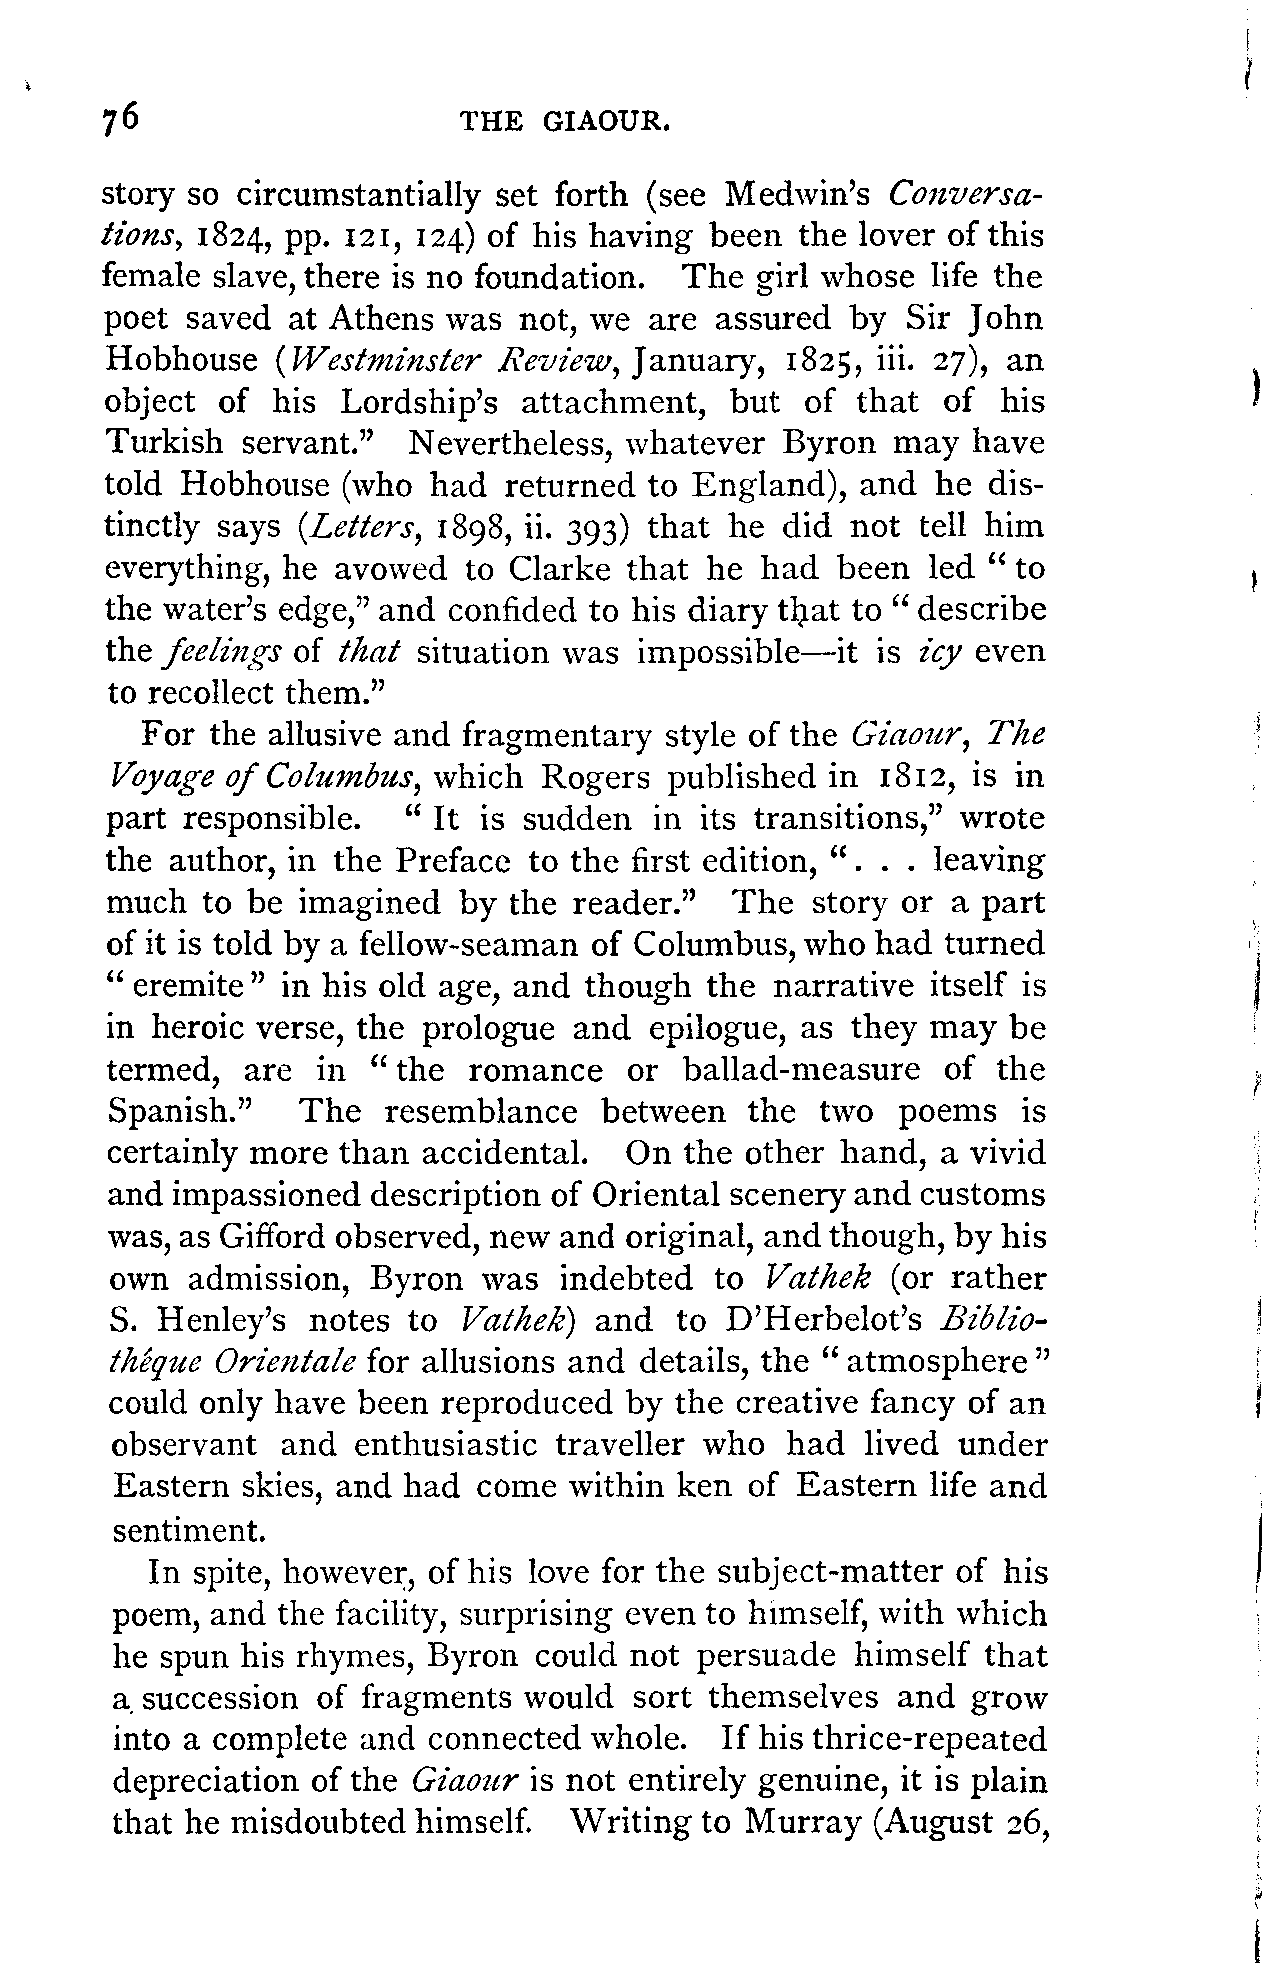 76 THE GIAOUR.
story so circumstantially set forth (see Medwin's Conversa-
tions, 1824, pp. 121, 124) of his having been the lover of this
female slave, there is no foundation. The girl whose life the
poet saved at Athens was not, we are assured by Sir John
Hobhouse (Westminster Review, January, 1825, iii. 27), an
object of his Lordship's attachment, but of that of his
Turkish servant." Nevertheless, whatever Byron may have
told Hobhouse (who had returned to England), and he dis-
tinctly says (Letters, 1898, ii. 393) that he did not tell him
everything, he avowed to Clarke that he had been led "to
the water's edge," and confided to his diary that to "describe
the feelings of that situation was impossible—it is icy even
to recollect them."
For the allusive and fragmentary style of the Giaour, The
Voyage of Columbus, which Rogers published in 1812, is in
part responsible. "It is sudden in its transitions," wrote
the author, in the Preface to the first edition, ". . . leaving
much to be imagined by the reader." The story or a part
of it is told by a fellow-seaman of Columbus, who had turned
"eremite" in his old age, and though the narrative itself is
in heroic verse, the prologue and epilogue, as they may be
termed, are in "the romance or ballad-measure of the
Spanish." The resemblance between the two poems is
certainly more than accidental. On the other hand, a vivid
and impassioned description of Oriental scenery and customs
was, as Gifford observed, new and original, and though, by his
own admission, Byron was indebted to Vathek (or rather
S. Henley's notes to Vathek) and to D'Herbelot's Biblio-
thèque Orientale for allusions and details, the "atmosphere"
could only have been reproduced by the creative fancy of an
observant and enthusiastic traveller who had lived under
Eastern skies, and had come within ken of Eastern life and
sentiment.
In spite, however, of his love for the subject-matter of his
poem, and the facility, surprising even to himself, with which
he spun his rhymes, Byron could not persuade himself that
a succession of fragments would sort themselves and grow
into a complete and connected whole. If his thrice-repeated
depreciation of the Giaour is not entirely genuine, it is plain
that he misdoubted himself. Writing to Murray (August 26,